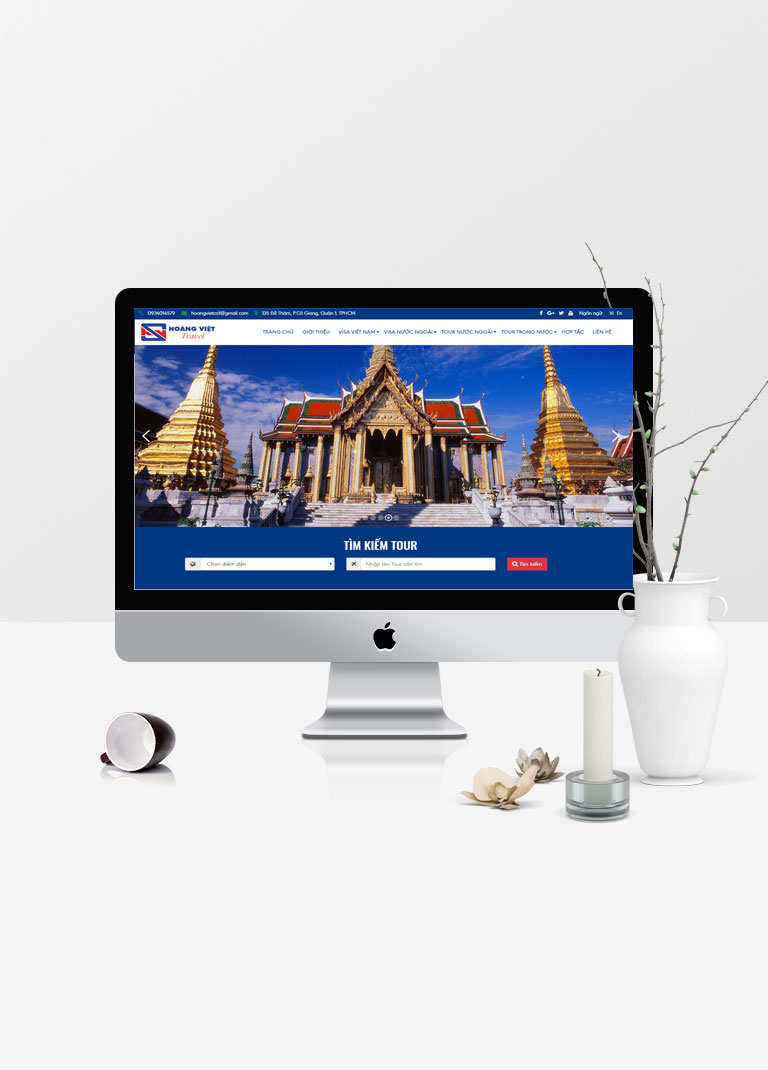 0934014579 hoangvietco8@gmail.com 135 Đề Thám, P.Cô Giang, Quận 1, TPHCM Ngôn ngữ: Vi En
HOANG VIỆT
Travel
TRANG CHỦ GIỚI THIỆU VISA VIỆT NAM VISA NƯỚC NGOÀI TOUR NƯỚC NGOÀI TOUR TRONG NƯỚC HỢP TÁC LIÊN HỆ
TÌM KIẾM TOUR
Chọn điểm đến Nhập tên Tour cần tìm Tìm kiếm